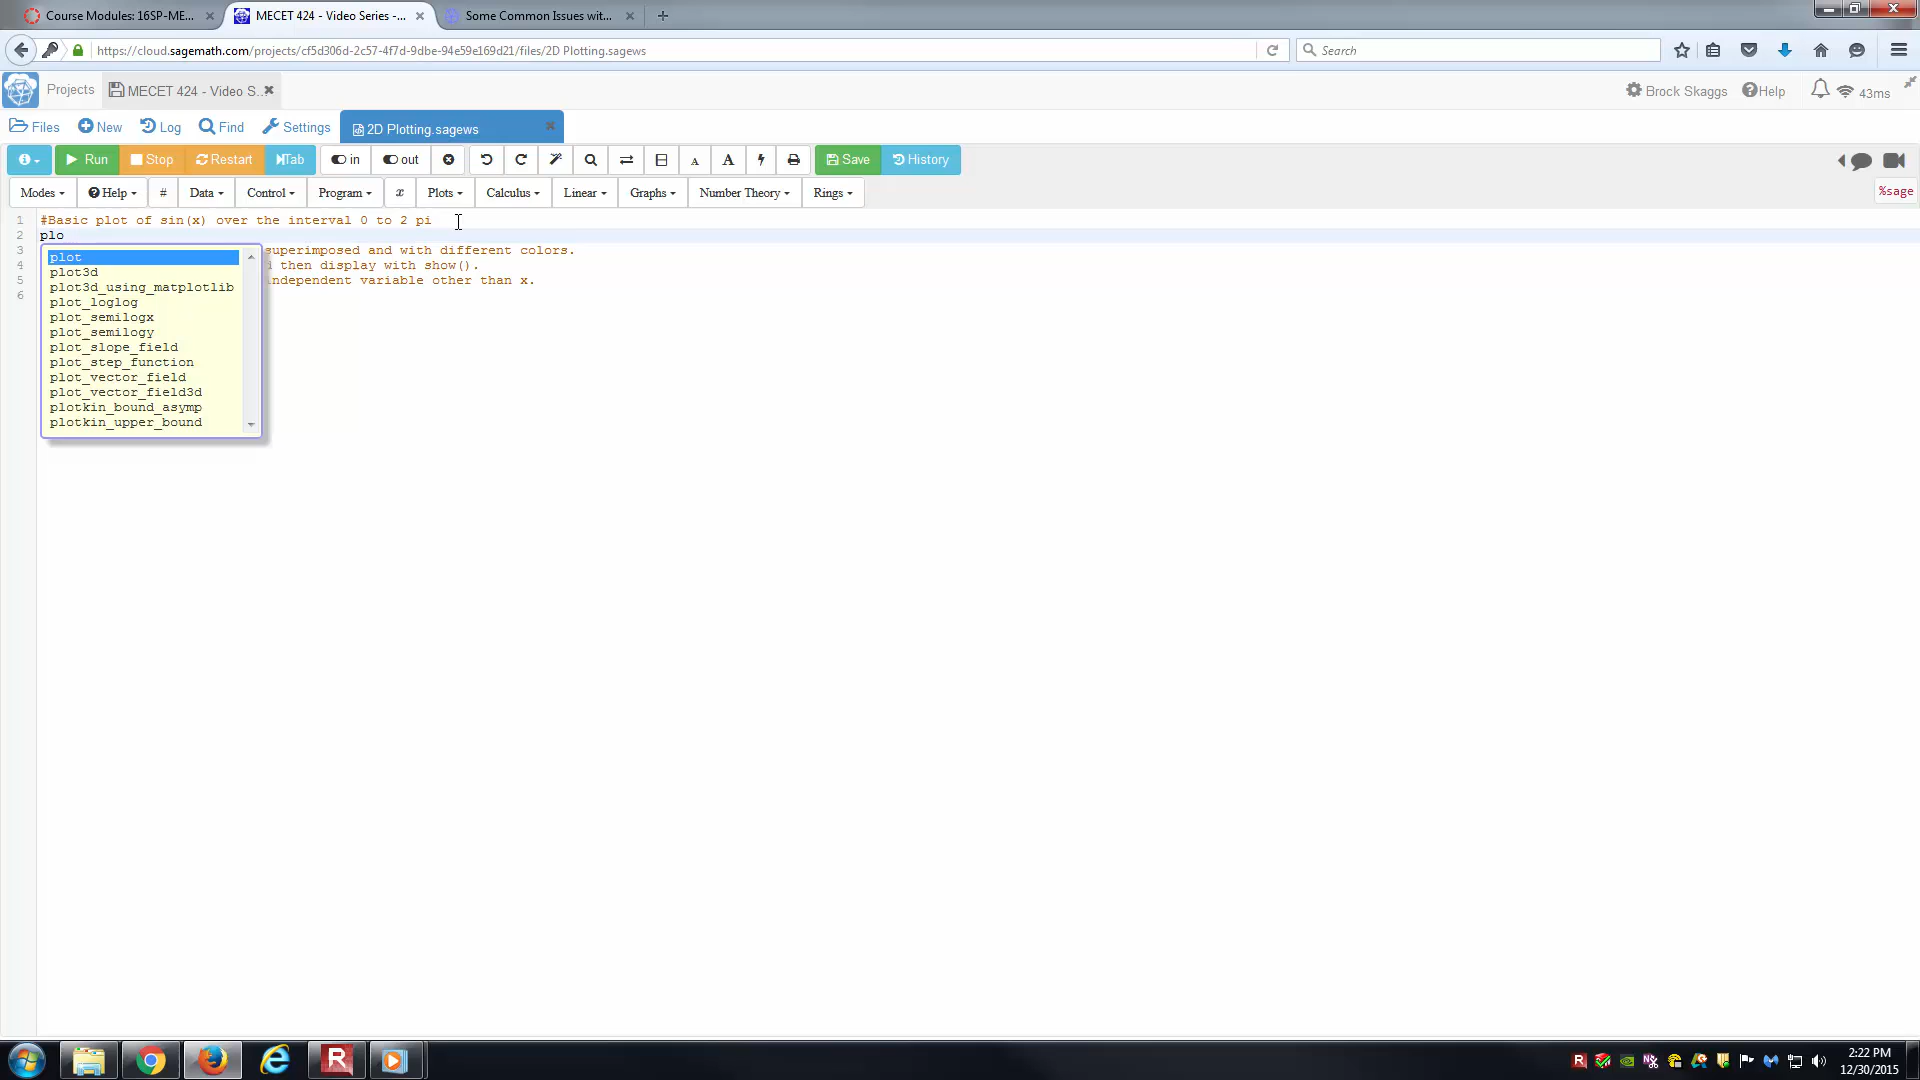 Course Modules: 16SP-ME...
MECET 424 - Video Series -...
Some Common Issues wit...
https://cloud.sagemath.com/projects/cf5d306d-2c57-4f7d-9dbe-94e59e169d21/files/2D Plotting.sagews
Search
Projects
MECET 424 - Video S..
Brock Skaggs
Help
43ms
Files
New
Log
Find
Settings
2D Plotting.sagews
Run
Stop
Restart
Tab
in
out
A
A
Save
History
Modes
Help
#
Data
Control
Program
x
Plots
Calculus
Linear
Graphs
Number Theory
Rings
%sage
1 #Basic plot of sin(x) over the interval 0 to 2 pi
2 plo
3 superimposed and with different colors.
4 then display with show().
5 independent variable other than x.
6
plot
plot3d
plot3d_using_matplotlib
plot_loglog
plot_semilogx
plot_semilogy
plot_slope_field
plot_step_function
plot_vector_field
plot_vector_field3d
plotkin_bound_asymp
plotkin_upper_bound
2:22 PM
12/30/2015